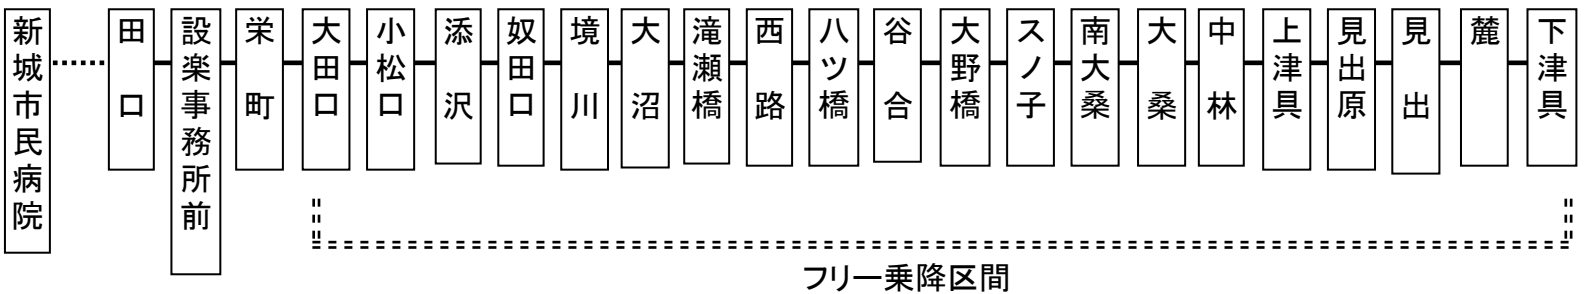 新城市民病院
田口
設楽事務所前
栄町
大田口
小松口
添沢
奴田口
境川
大沼
滝瀬橋
西路
八ツ橋
谷合
大野橋
スノ子
南大桑
大桑
中林
上津具
見出原
見出
麓
下津具
フリー乗降区間